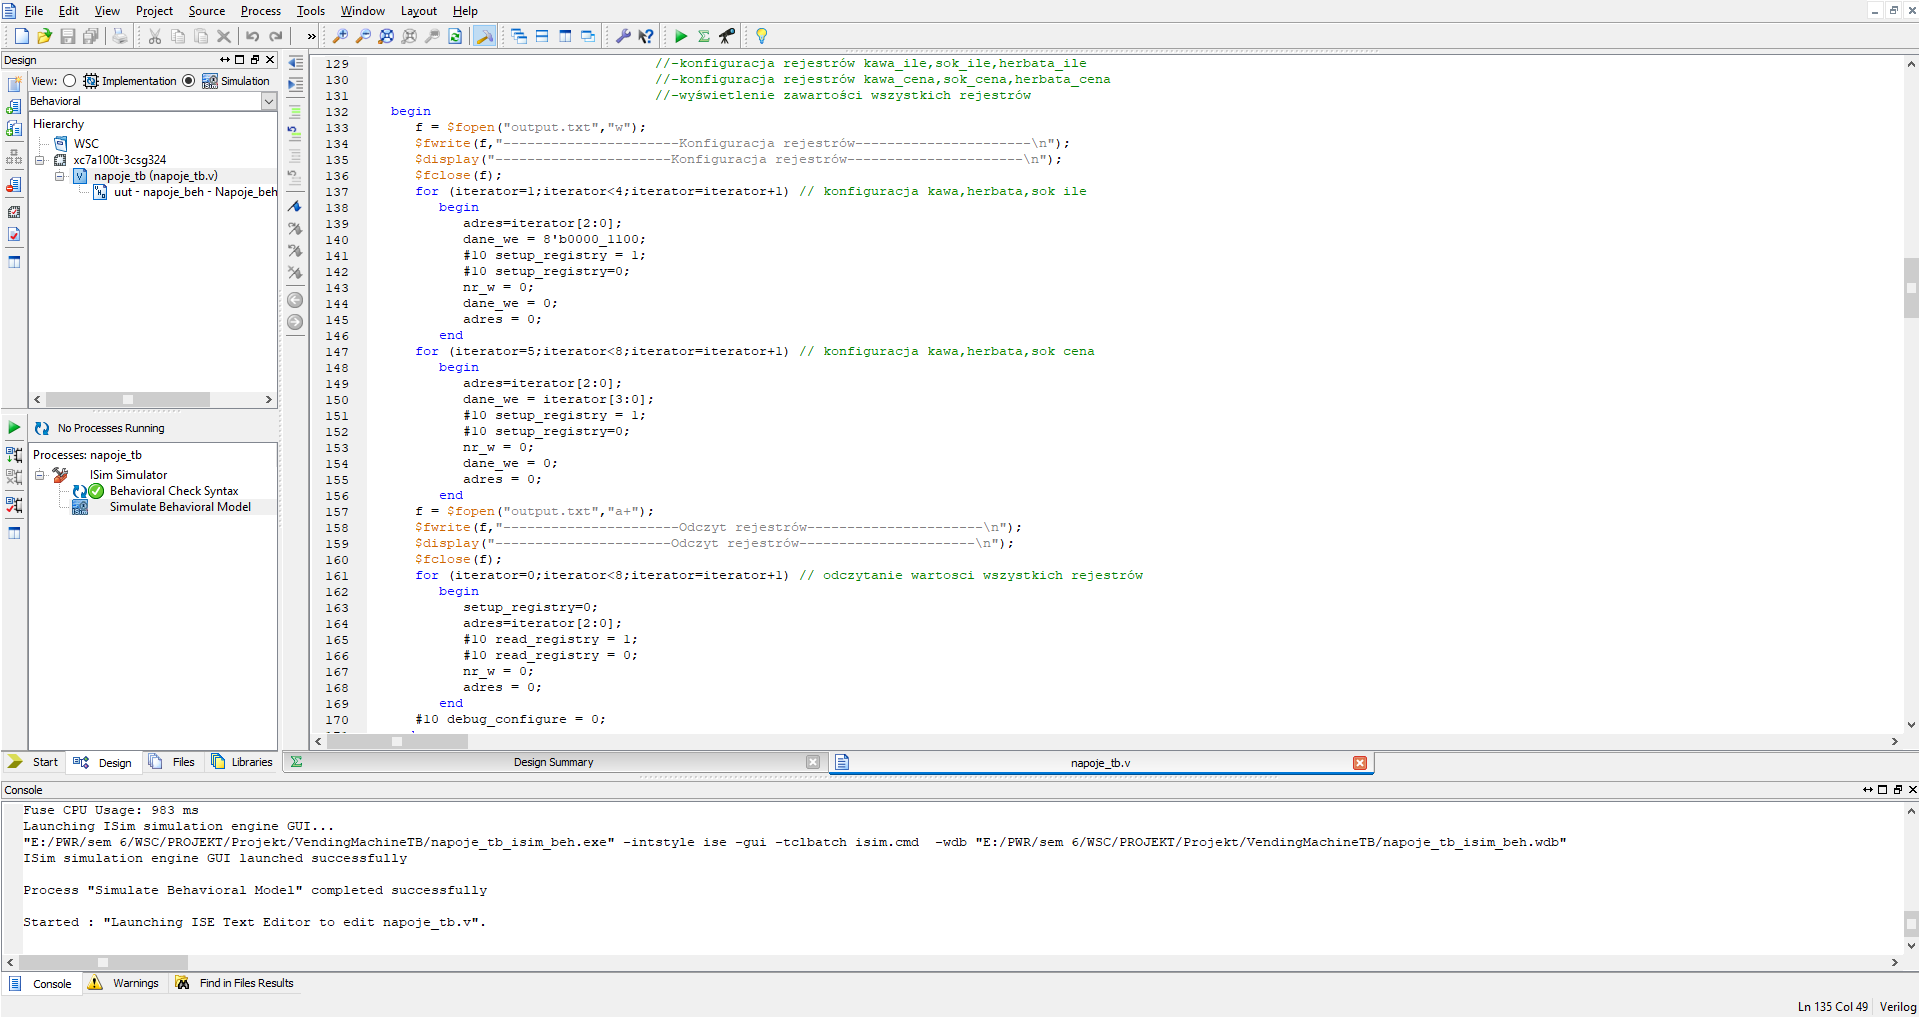 File Edit View Project Source Process Tools Window Layout Help
»
Design
View: Implementation Simulation
Behavioral
Hierarchy
WSC
xc7a100t-3csg324
napoje_tb (napoje_tb.v)
uut - napoje_beh - Napoje_beh
No Processes Running
Processes: napoje_tb
ISim Simulator
Behavioral Check Syntax
Simulate Behavioral Model
Start Design Files Libraries
129 //-konfiguracja rejestrów kawa_ile,sok_ile,herbata_ile
130 //-konfiguracja rejestrów kawa_cena,sok_cena,herbata_cena
131 //-wyświetlenie zawartości wszystkich rejestrów
132 begin
133 f = $fopen("output.txt","w");
134 $fwrite(f,"----------------------Konfiguracja rejestrów----------------------\n");
135 $display("----------------------Konfiguracja rejestrów----------------------\n");
136 $fclose(f);
137 for (iterator=1;iterator<4;iterator=iterator+1) // konfiguracja kawa,herbata,sok ile
138 begin
139 adres=iterator[2:0];
140 dane_we = 8'b0000_1100;
141 #10 setup_registry = 1;
142 #10 setup_registry=0;
143 nr_w = 0;
144 dane_we = 0;
145 adres = 0;
146 end
147 for (iterator=5;iterator<8;iterator=iterator+1) // konfiguracja kawa,herbata,sok cena
148 begin
149 adres=iterator[2:0];
150 dane_we = iterator[3:0];
151 #10 setup_registry = 1;
152 #10 setup_registry=0;
153 nr_w = 0;
154 dane_we = 0;
155 adres = 0;
156 end
157 f = $fopen("output.txt","a+");
158 $fwrite(f,"----------------------Odczyt rejestrów----------------------\n");
159 $display("----------------------Odczyt rejestrów----------------------\n");
160 $fclose(f);
161 for (iterator=0;iterator<8;iterator=iterator+1) // odczytanie wartosci wszystkich rejestrów
162 begin
163 setup_registry=0;
164 adres=iterator[2:0];
165 #10 read_registry = 1;
166 #10 read_registry = 0;
167 nr_w = 0;
168 adres = 0;
169 end
170 #10 debug_configure = 0;
Design Summary napoje_tb.v
Console
Fuse CPU Usage: 983 ms
Launching ISim simulation engine GUI...
"E:/PWR/sem 6/WSC/PROJEKT/Projekt/VendingMachineTB/napoje_tb_isim_beh.exe" -intstyle ise -gui -tclbatch isim.cmd -wdb "E:/PWR/sem 6/WSC/PROJEKT/Projekt/VendingMachineTB/napoje_tb_isim_beh.wdb"
ISim simulation engine GUI launched successfully
Process "Simulate Behavioral Model" completed successfully
Started : "Launching ISE Text Editor to edit napoje_tb.v".
Console Warnings Find in Files Results
Ln 135 Col 49 Verilog